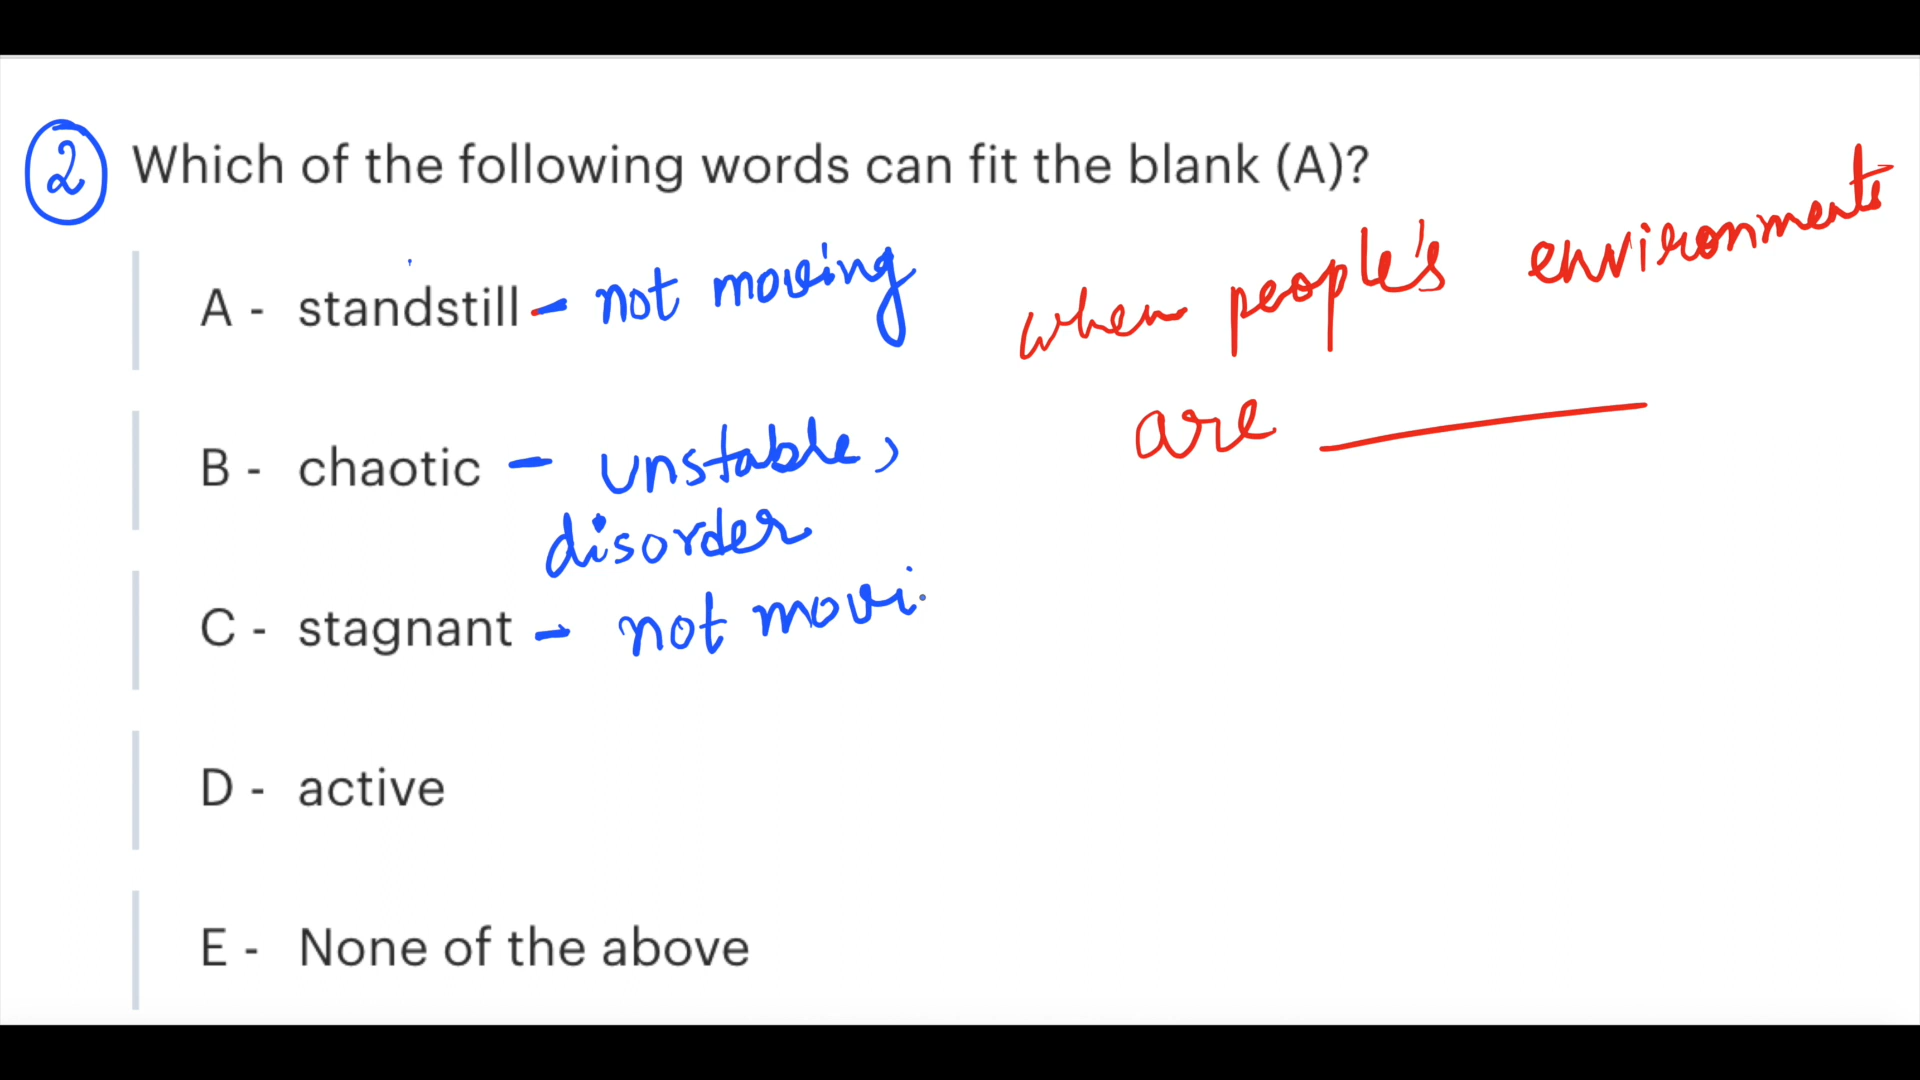 2 Which of the following words can fit the blank (A)?
A - standstill - not moving
when people's environments
are
B - chaotic - unstable,
disorder
C - stagnant - not movi
D - active
E - None of the above